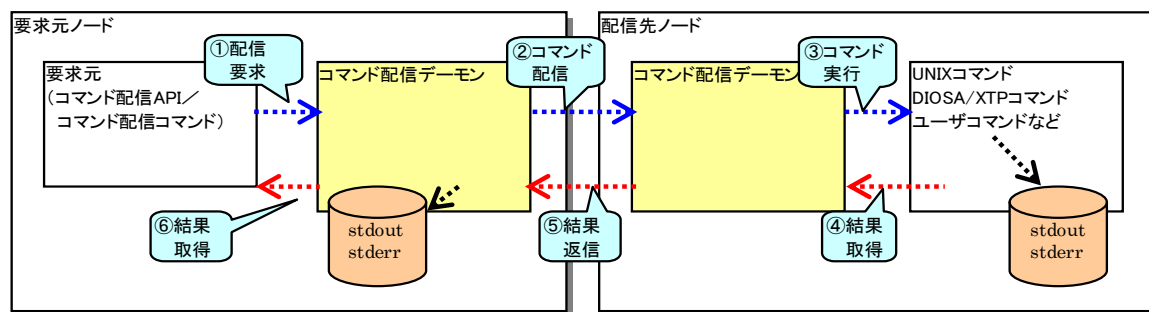 要求元ノード
配信先ノード
①配信
要求
②コマンド
配信
③コマンド
実行
要求元
(コマンド配信API/
コマンド配信コマンド)
コマンド配信デーモン
コマンド配信デーモン
UNIXコマンド
DIOSA/XTPコマンド
ユーザコマンドなど
⑥結果
取得
stdout
stderr
⑤結果
返信
④結果
取得
stdout
stderr